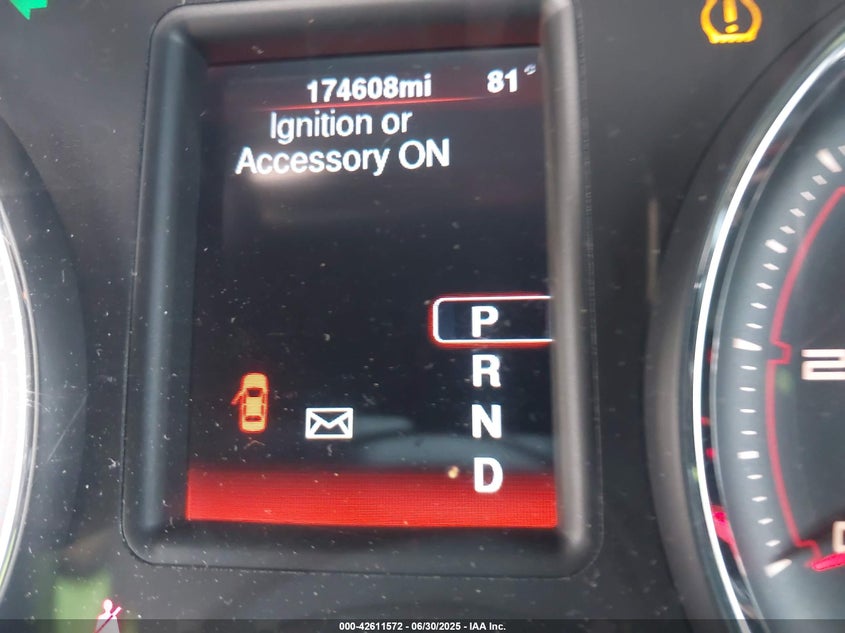 174608mi 81°
Ignition or
Accessory ON
P
R
N
D
000-42611572 - 06/30/2025 - IAA Inc.